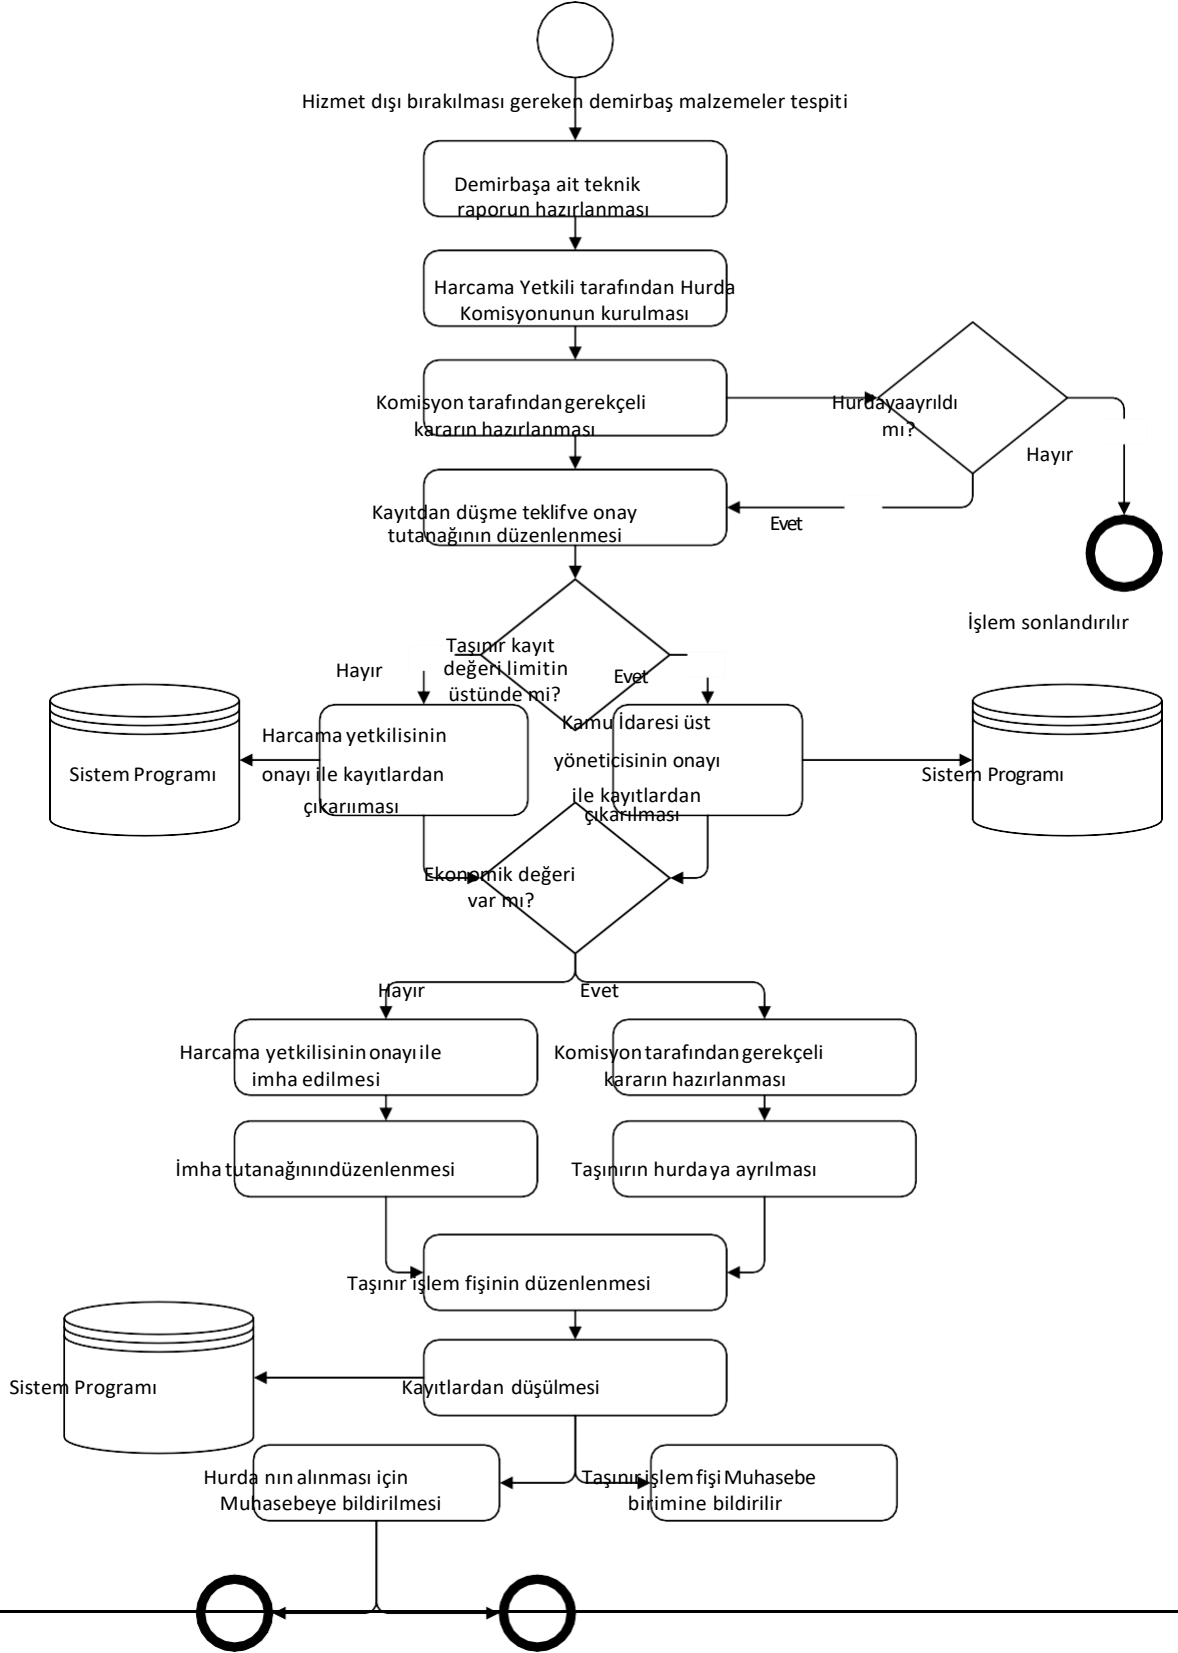 Hizmet dışı bırakılması gereken demirbaş malzemeler tespiti
Demirbaşa ait teknik
raporun hazırlanması
Harcama Yetkili tarafından Hurda
Komisyonunun kurulması
Komisyon tarafından gerekçeli
kararın hazırlanması
Hurdaya ayrıldı
mı?
Hayır
Kayıtdan düşme teklifve onay
tutanağının düzenlenmesi
Evet
İşlem sonlandırılır
Taşınır kayıt
değeri limitin
üstünde mi?
Hayır
Evet
Harcama yetkilisinin
onayı ile kayıtlardan
çıkarııması
Kamu İdaresi üst
yöneticisinin onayı
ile kayıtlardan
çıkarılması
Sistem Programı
Sistem Programı
Ekonomik değeri
var mı?
Hayır
Evet
Harcama yetkilisinin onayı ile
imha edilmesi
Komisyon tarafından gerekçeli
kararın hazırlanması
İmha tutanağının düzenlenmesi
Taşınırın hurdaya ayrılması
Taşınır işlem fişinin düzenlenmesi
Sistem Programı
Kayıtlardan düşülmesi
Hurda nın alınması için
Muhasebeye bildirilmesi
Taşınır işlem fişi Muhasebe
birimine bildirilir